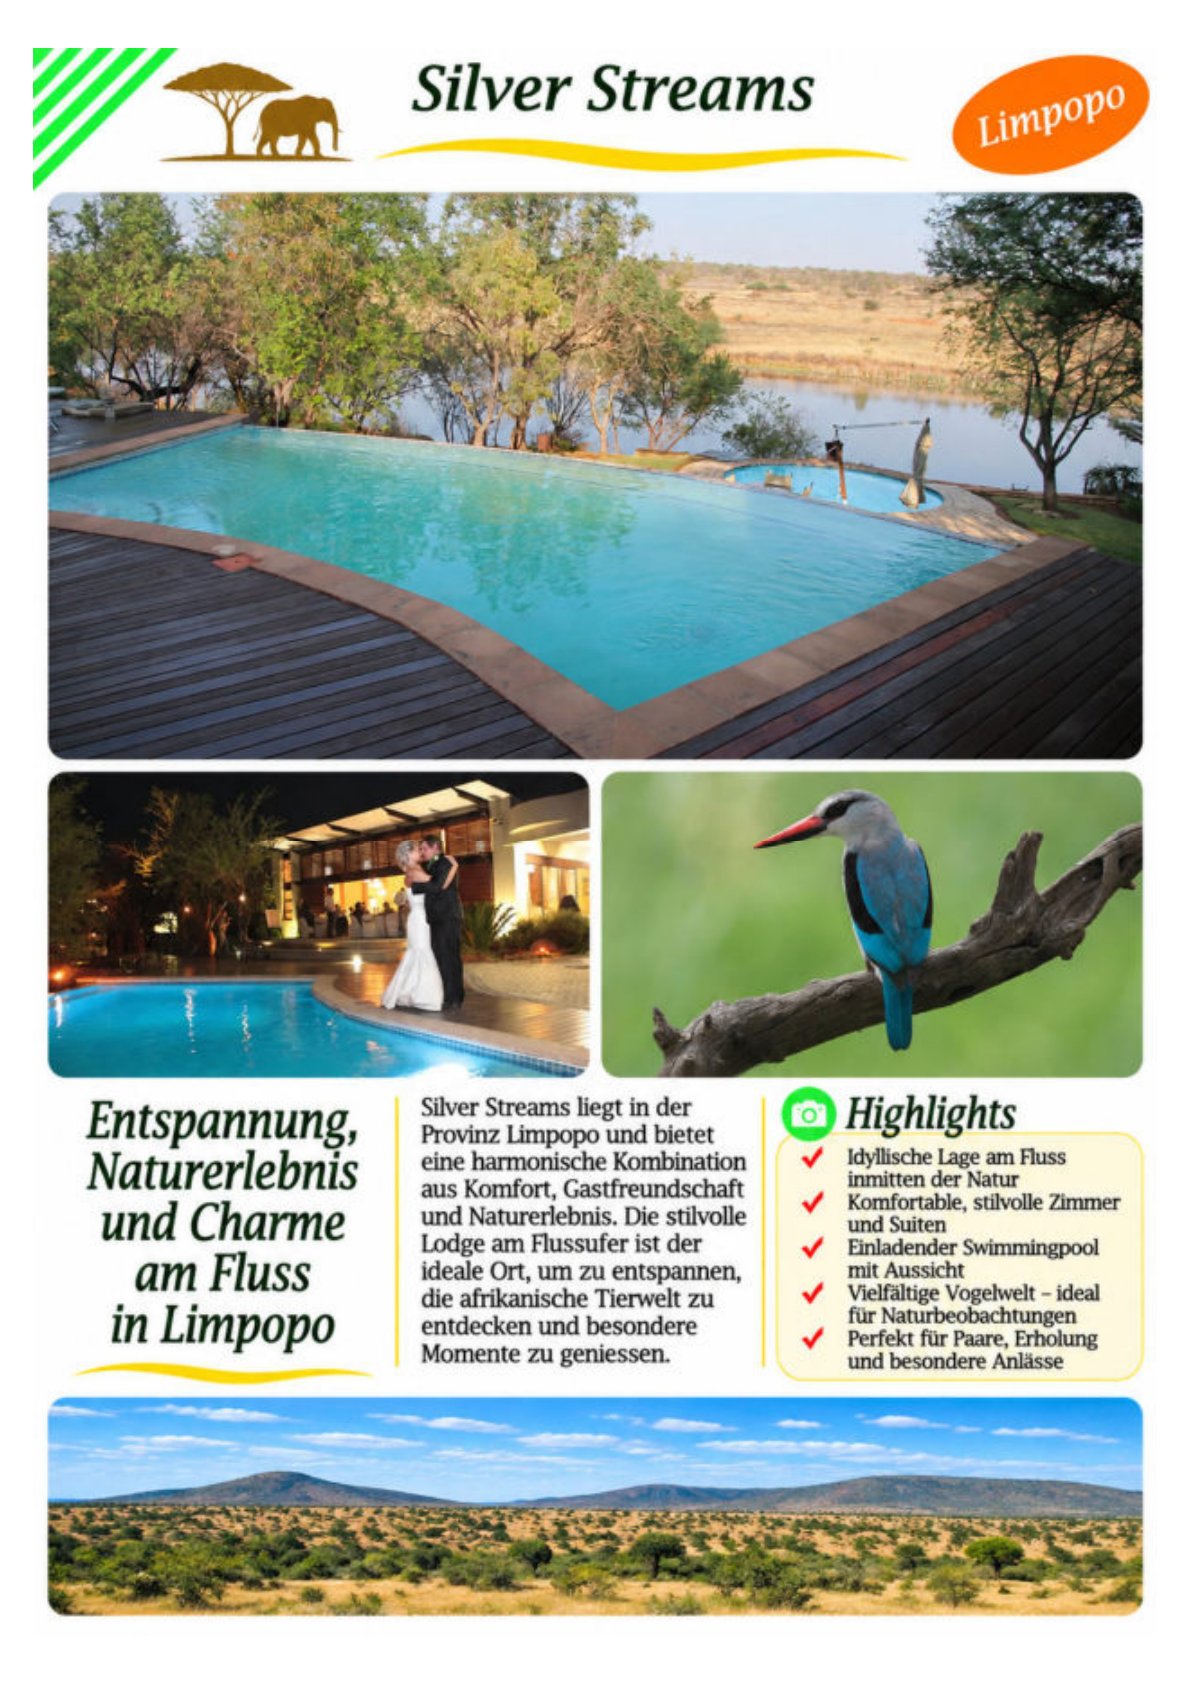 Silver Streams
Limpopo
Entspannung,
Naturerlebnis
und Charme
am Fluss
in Limpopo
Silver Streams liegt in der
Provinz Limpopo und bietet
eine harmonische Kombination
aus Komfort, Gastfreundschaft
und Naturerlebnis. Die stilvolle
Lodge am Flussufer ist der
ideale Ort, um zu entspannen,
die afrikanische Tierwelt zu
entdecken und besondere
Momente zu geniessen.
Highlights
Idyllische Lage am Fluss
inmitten der Natur
Komfortable, stilvolle Zimmer
und Suiten
Einladender Swimmingpool
mit Aussicht
Vielfältige Vogelwelt – ideal
für Naturbeobachtungen
Perfekt für Paare, Erholung
und besondere Anlässe